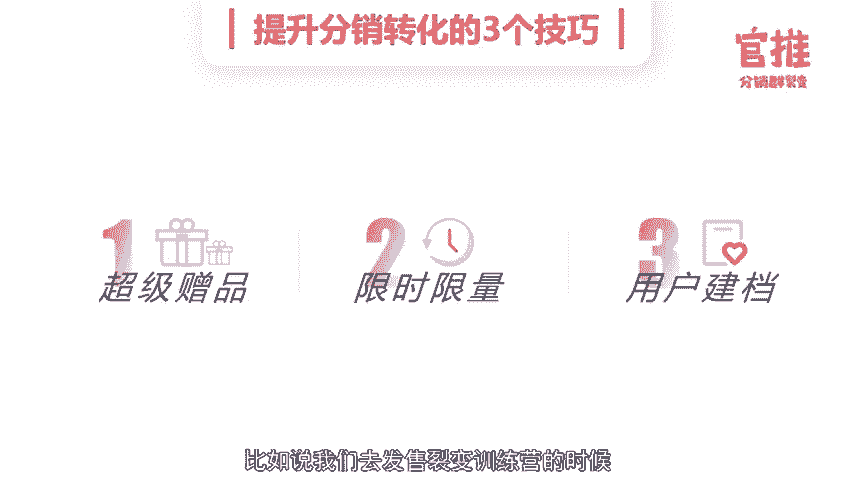 提升分销转化的3个技巧
官推
分销群裂变
1
超级赠品
2
限时限量
3
用户建档
比如说我们去发售裂变训练营的时候